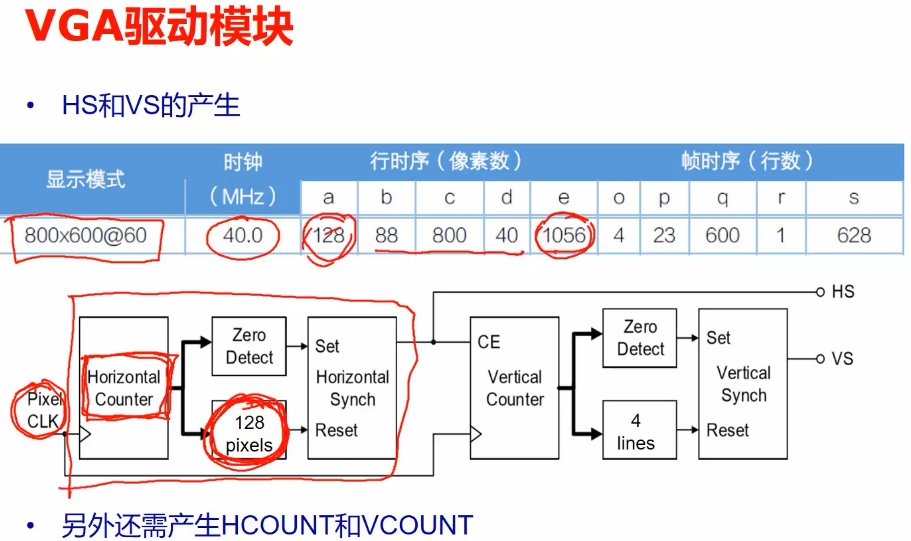 VGA驱动模块
• HS和VS的产生
显示模式 时钟（MHz） 行时序（像素数） 帧时序（行数）
a b c d e o p q r s
800x600@60 40.0 128 88 800 40 1056 4 23 600 1 628
HS
Pixel CLK
Horizontal Counter
Zero Detect
128 pixels
Set
Horizontal Synch
Reset
CE
Vertical Counter
Zero Detect
4 lines
Set
Vertical Synch
Reset
VS
• 另外还需产生HCOUNT和VCOUNT